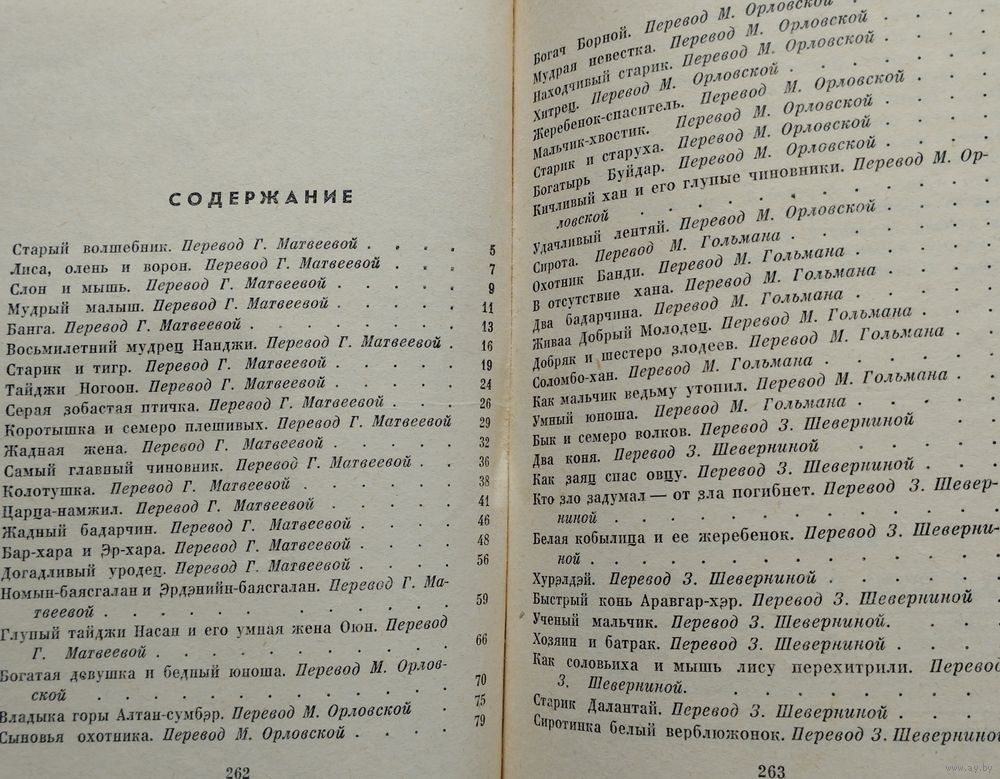 СОДЕРЖАНИЕ
Старый волшебник. Перевод Г. Матвеевой . . . . 5
Лиса, олень и ворон. Перевод Г. Матвеевой . . . 7
Слон и мышь. Перевод Г. Матвеевой . . . . 9
Мудрый малыш. Перевод Г. Матвеевой . . . . 11
Банга. Перевод Г. Матвеевой . . . . . . 13
Восьмилетний мудрец Нанджи. Перевод Г. Матвеевой . 16
Старик и тигр. Перевод Г. Матвеевой . . . . 19
Тайджи Ногоон. Перевод Г. Матвеевой . . . . 24
Серая зобастая птичка. Перевод Г. Матвеевой . . 26
Коротышка и семеро плешивых. Перевод Г. Матвеевой 29
Жадная жена. Перевод Г. Матвеевой . . . . 32
Самый главный чиновник. Перевод Г. Матвеевой . . 36
Колотушка. Перевод Г. Матвеевой . . . . 38
Царца-намжил. Перевод Г. Матвеевой . . . . 41
Жадный бадарчин. Перевод Г. Матвеевой . . . 46
Бар-хара и Эр-хара. Перевод Г. Матвеевой . . . 48
Догадливый уродец. Перевод Г. Матвеевой . . . 56
Номын-баясгалан и Эрдэнийн-баясгалан. Перевод Г. Ма-
твеевой . . . . . . . . . 59
Глупый тайджи Насан и его умная жена Оюн. Перевод
Г. Матвеевой . . . . . . . . 66
Богатая девушка и бедный юноша. Перевод М. Орлов-
ской . . . . . . . . . 70
Владыка горы Алтан-сумбэр. Перевод М. Орловской . 75
Сыновья охотника. Перевод М. Орловской . . . . 79
262
Богач Борной. Перевод М. Орловской . . .
Мудрая невестка. Перевод М. Орловской . . .
Находчивый старик. Перевод М. Орловской . . .
Хитрец. Перевод М. Орловской . . . . .
Жеребенок-спаситель. Перевод М. Орловской . . .
Мальчик-хвостик. Перевод М. Орловской . . .
Старик и старуха. Перевод М. Орловской . . .
Богатырь Буйдар. Перевод М. Орловской . . .
Кичливый хан и его глупые чиновники. Перевод М. Ор-
ловской . . . . . . . . .
Удачливый лентяй. Перевод М. Орловской . . .
Сирота. Перевод М. Гольмана . . . . .
Охотник Банди. Перевод М. Гольмана . . . .
В отсутствие хана. Перевод М. Гольмана . . .
Два бадарчина. Перевод М. Гольмана . . . .
Живаа Добрый Молодец. Перевод М. Гольмана . .
Добряк и шестеро злодеев. Перевод М. Гольмана . .
Соломбо-хан. Перевод М. Гольмана . . . .
Как мальчик ведьму утопил. Перевод М. Гольмана . .
Умный юноша. Перевод М. Гольмана . . . .
Бык и семеро волков. Перевод З. Шеверниной . .
Два коня. Перевод З. Шеверниной . . . .
Как заяц спас овцу. Перевод З. Шеверниной . . .
Кто зло задумал — от зла погибнет. Перевод З. Шевер-
ниной . . . . . . . . .
Белая кобылица и ее жеребенок. Перевод З. Шеверни-
ной . . . . . . . . .
Хурэлдэй. Перевод З. Шеверниной . . . .
Быстрый конь Аравгар-хэр. Перевод З. Шеверниной .
Ученый мальчик. Перевод З. Шеверниной. . . .
Хозяин и батрак. Перевод З. Шеверниной . . .
Как соловьиха и мышь лису перехитрили. Перевод
З. Шеверниной. . . . . . . .
Старик Далантай. Перевод З. Шеверниной . . .
Сиротинка белый верблюжонок. Перевод З. Шеверниной
263
www.ay.by